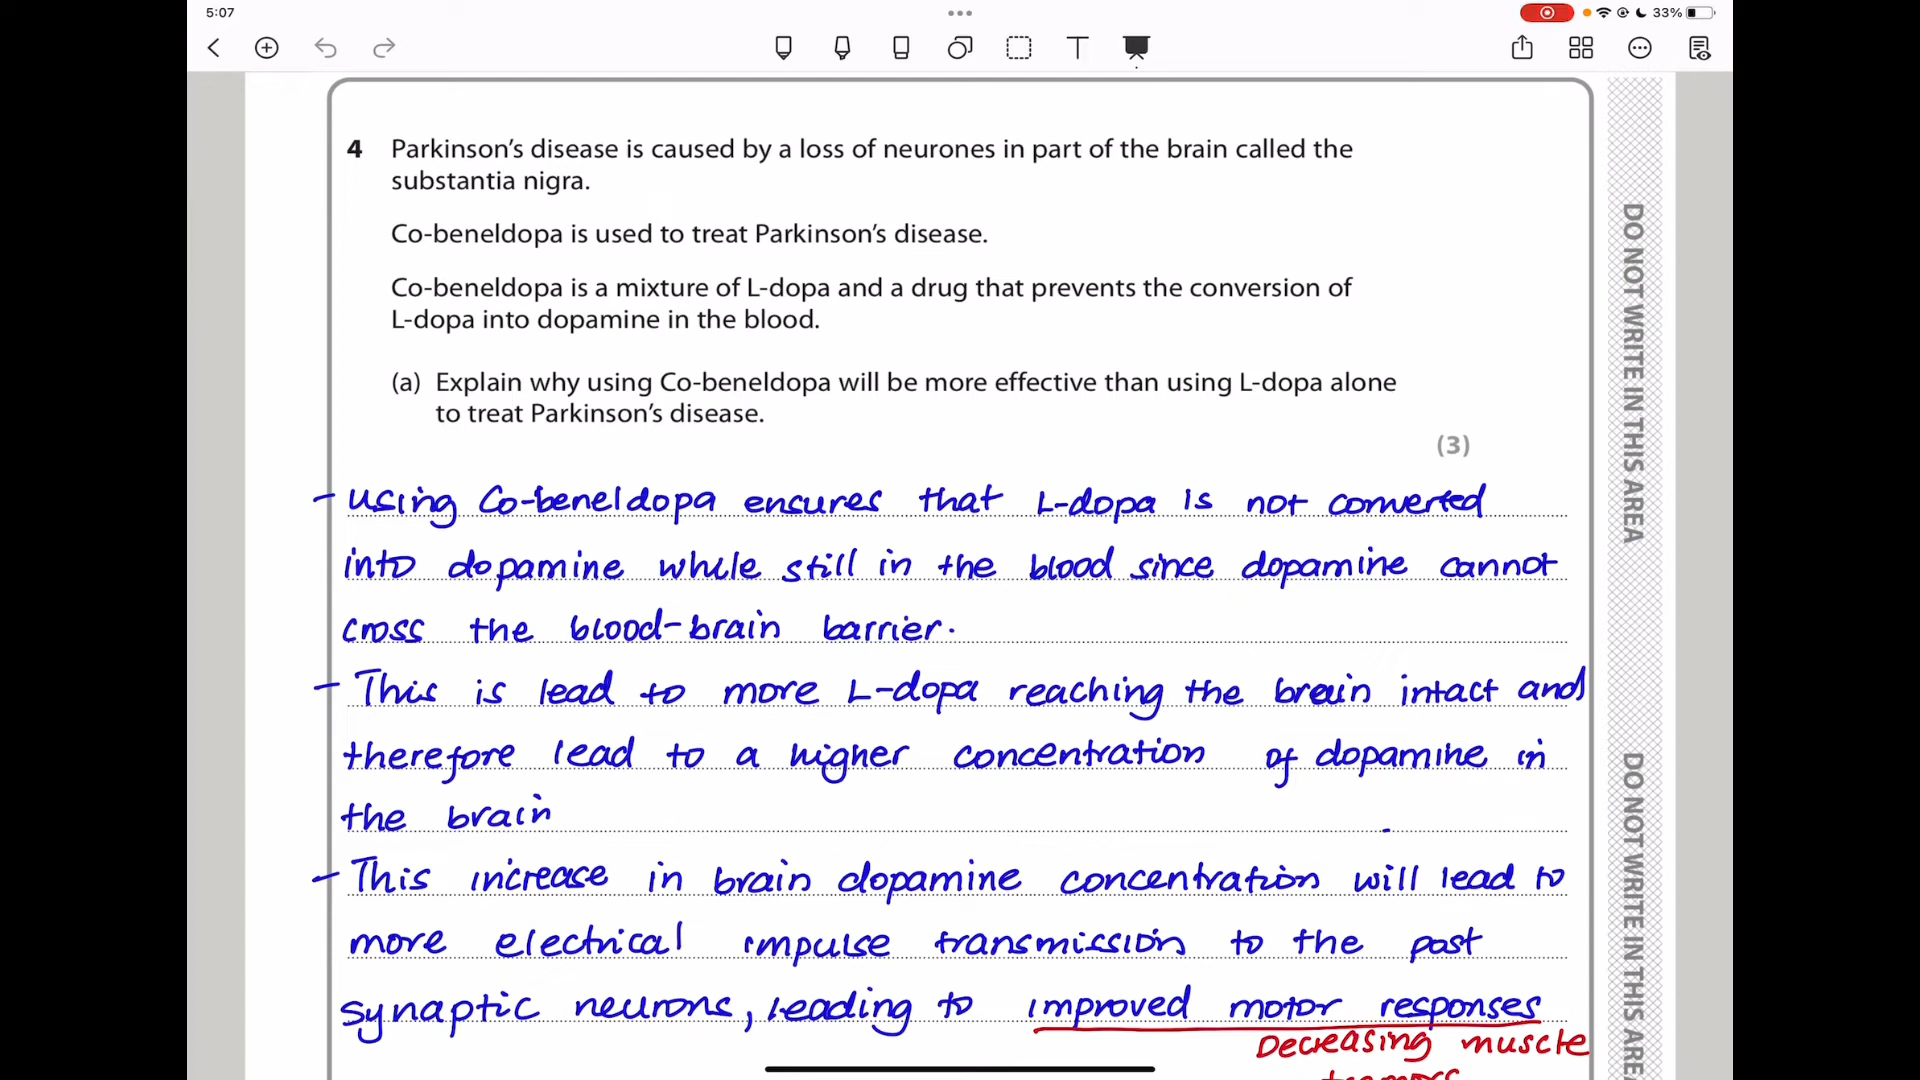 5:07
33%
4 Parkinson's disease is caused by a loss of neurones in part of the brain called the
substantia nigra.
Co-beneldopa is used to treat Parkinson's disease.
Co-beneldopa is a mixture of L-dopa and a drug that prevents the conversion of
L-dopa into dopamine in the blood.
(a) Explain why using Co-beneldopa will be more effective than using L-dopa alone
to treat Parkinson's disease.
(3)
- using Co-beneldopa ensures that L-dopa is not converted
into dopamine while still in the blood since dopamine cannot
cross the blood-brain barrier.
- This is lead to more L-dopa reaching the brain intact and
therefore lead to a higher concentration of dopamine in
the brain
- This increase in brain dopamine concentration will lead to
more electrical impulse transmission to the post
synaptic neurons, leading to improved motor responses
Decreasing muscle
tremors
DO NOT WRITE IN THIS AREA
DO NOT WRITE IN THIS AREA